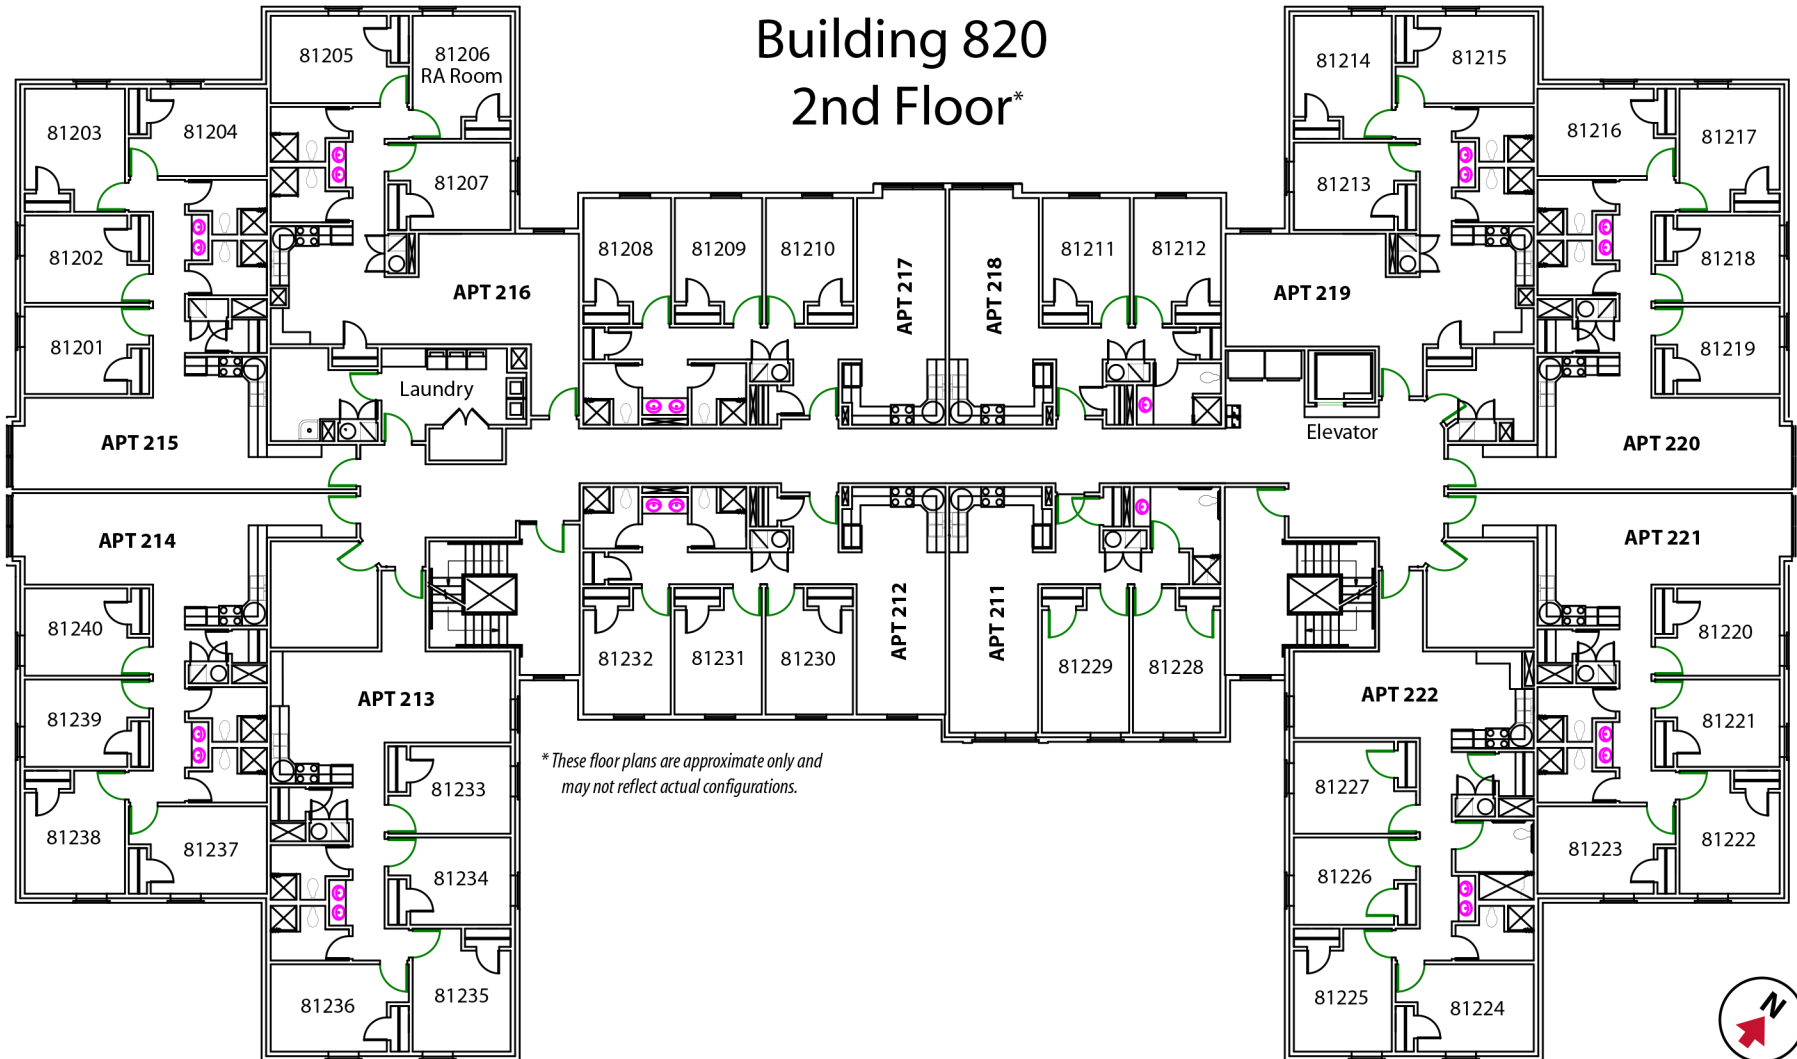 Building 820
2nd Floor*
81205
81206
RA Room
81203
81204
81207
81202
81201
APT 216
APT 215
Laundry
81208
81209
81210
APT 217
APT 218
81211
81212
81214
81215
81213
81216
81217
81218
81219
APT 219
APT 220
Elevator
APT 214
81240
81239
81238
81237
APT 213
81233
81234
81235
81236
81232
81231
81230
APT 212
APT 211
81229
81228
* These floor plans are approximate only and
may not reflect actual configurations.
APT 221
81220
81221
81222
81223
APT 222
81227
81226
81225
81224
N